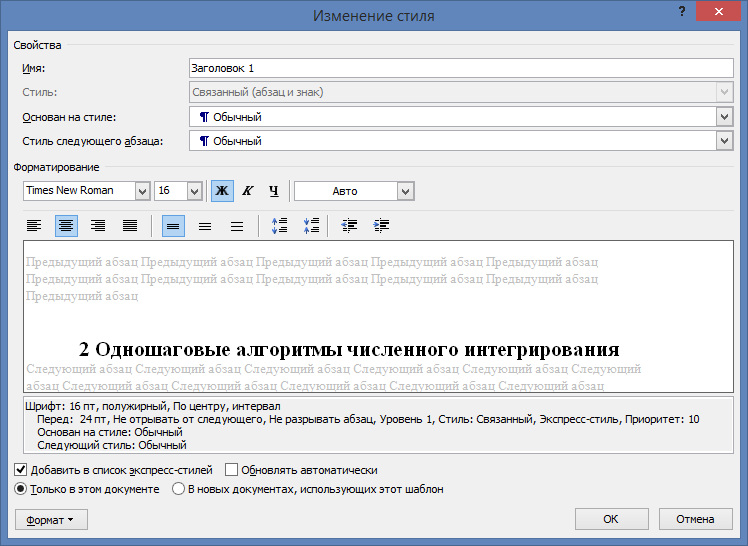 Изменение стиля
? ×
Свойства
Имя: Заголовок 1
Стиль: Связанный (абзац и знак)
Основан на стиле: ¶ Обычный
Стиль следующего абзаца: ¶ Обычный
Форматирование
Times New Roman 16 Ж К Ч Авто
Предыдущий абзац Предыдущий абзац Предыдущий абзац Предыдущий абзац Предыдущий абзац
Предыдущий абзац Предыдущий абзац Предыдущий абзац Предыдущий абзац Предыдущий абзац
Предыдущий абзац
2 Одношаговые алгоритмы численного интегрирования
Следующий абзац Следующий абзац Следующий абзац Следующий абзац Следующий абзац Следующий
абзац Следующий абзац Следующий абзац Следующий абзац Следующий абзац Следующий абзац
Шрифт: 16 пт, полужирный, По центру, интервал
Перед: 24 пт, Не отрывать от следующего, Не разрывать абзац, Уровень 1, Стиль: Связанный, Экспресс-стиль, Приоритет: 10
Основан на стиле: Обычный
Следующий стиль: Обычный
Добавить в список экспресс-стилей Обновлять автоматически
Только в этом документе В новых документах, использующих этот шаблон
Формат ОК Отмена